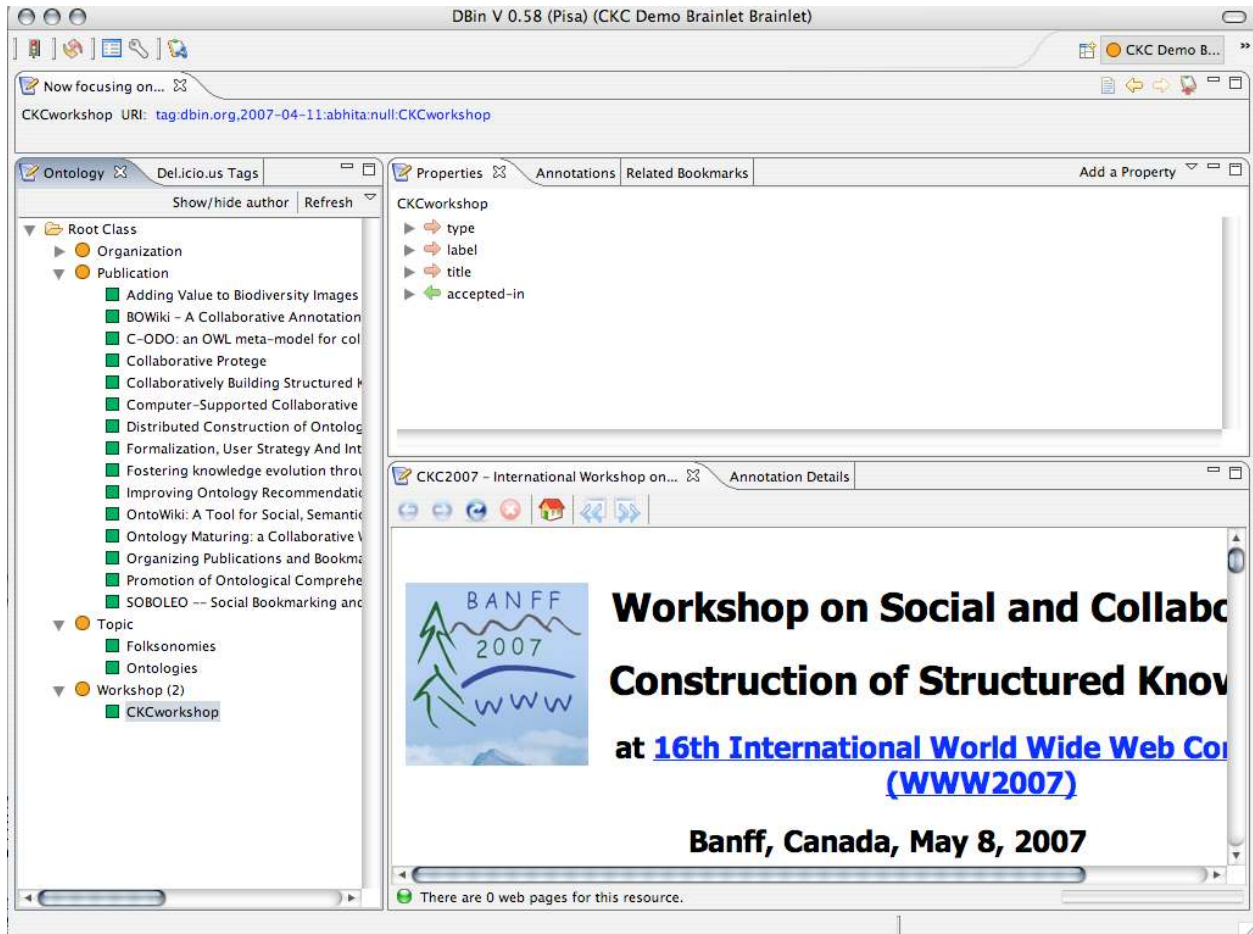 DBin V 0.58 (Pisa) (CKC Demo Brainlet Brainlet)
CKC Demo B...
Now focusing on...
CKCworkshop URI: tag:dbin.org,2007-04-11:abhita:null:CKCworkshop
Ontology Del.icio.us Tags
Show/hide author Refresh
Root Class
Organization
Publication
Adding Value to Biodiversity Images
BOWiki - A Collaborative Annotation
C-ODO: an OWL meta-model for col
Collaborative Protege
Collaboratively Building Structured K
Computer-Supported Collaborative
Distributed Construction of Ontolog
Formalization, User Strategy And Int
Fostering knowledge evolution throu
Improving Ontology Recommendatio
OntoWiki: A Tool for Social, Semantic
Ontology Maturing: a Collaborative W
Organizing Publications and Bookma
Promotion of Ontological Comprehe
SOBOLEO -- Social Bookmarking and
Topic
Folksonomies
Ontologies
Workshop (2)
CKCworkshop
Properties Annotations Related Bookmarks Add a Property
CKCworkshop
type
label
title
accepted-in
CKC2007 - International Workshop on... Annotation Details
BANFF
2007
WWW
Workshop on Social and Collabo
Construction of Structured Know
at 16th International World Wide Web Con
(WWW2007)
Banff, Canada, May 8, 2007
There are 0 web pages for this resource.